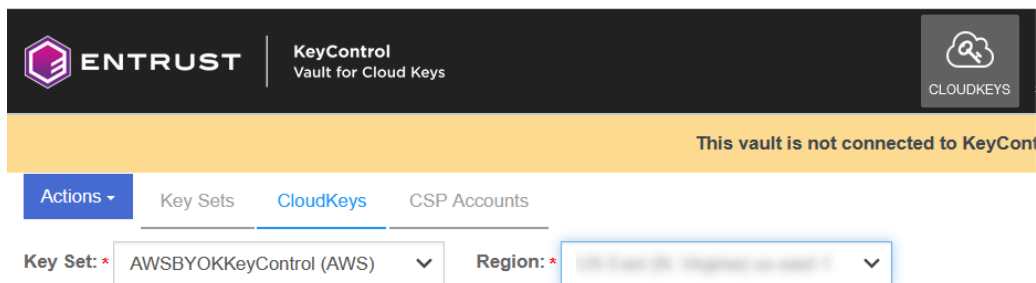 ENTRUST
KeyControl
Vault for Cloud Keys
CLOUDKEYS
This vault is not connected to KeyCont
Actions
Key Sets
CloudKeys
CSP Accounts
Key Set: * AWSBYOKKeyControl (AWS)
Region: *